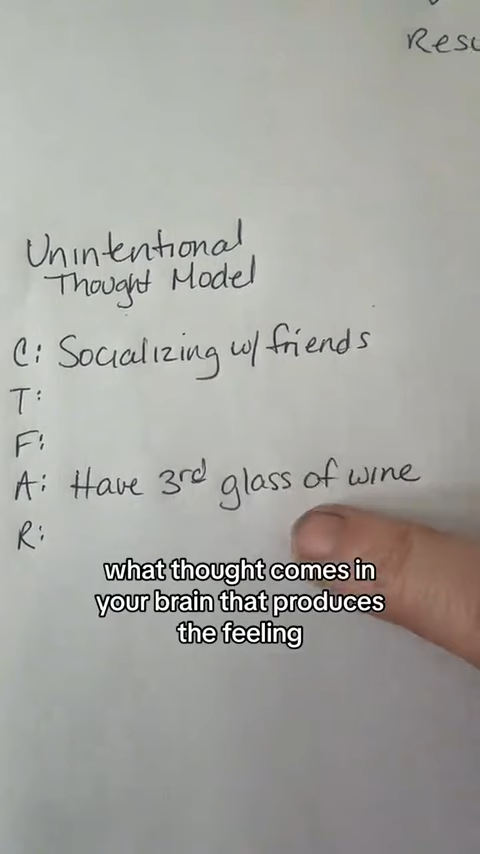 Unintentional
Thought Model
C: Socializing w/ friends
T:
F:
A: Have 3rd glass of wine
R:
what thought comes in
your brain that produces
the feeling